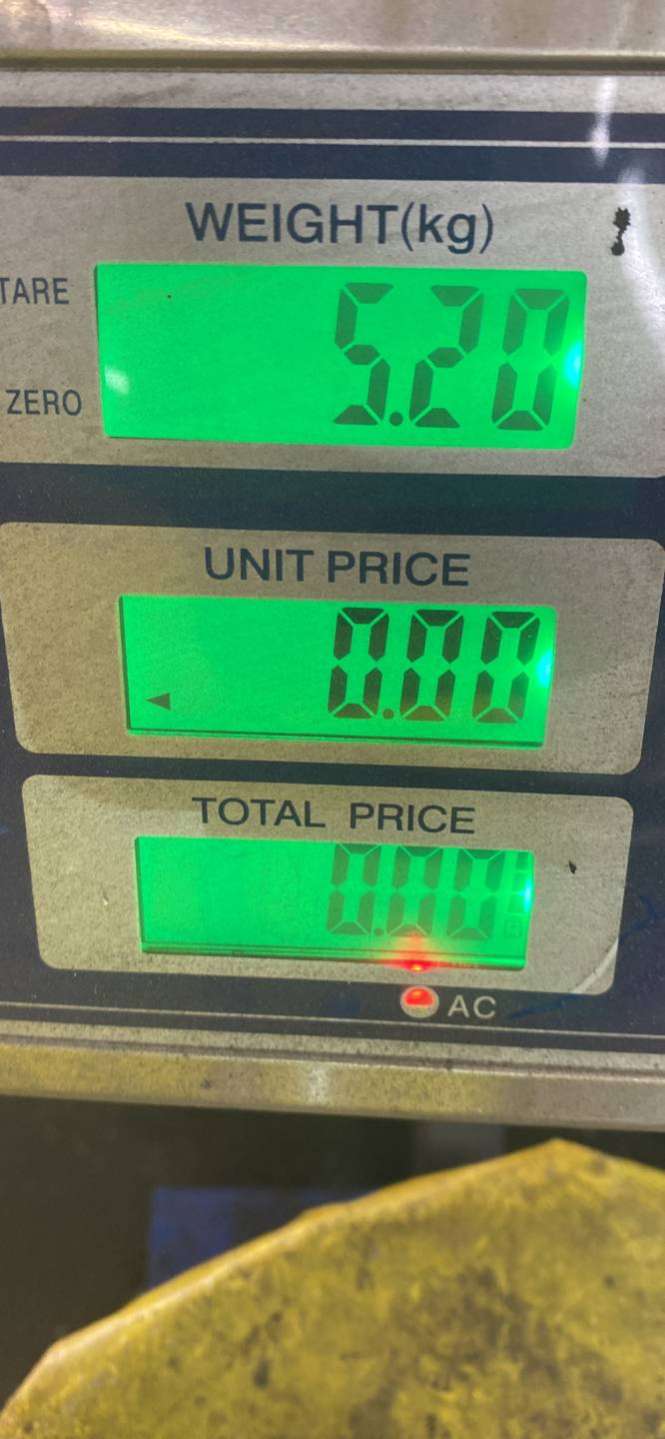 WEIGHT(kg)
TARE
5.20
ZERO
UNIT PRICE
0.00
TOTAL PRICE
0.00
AC